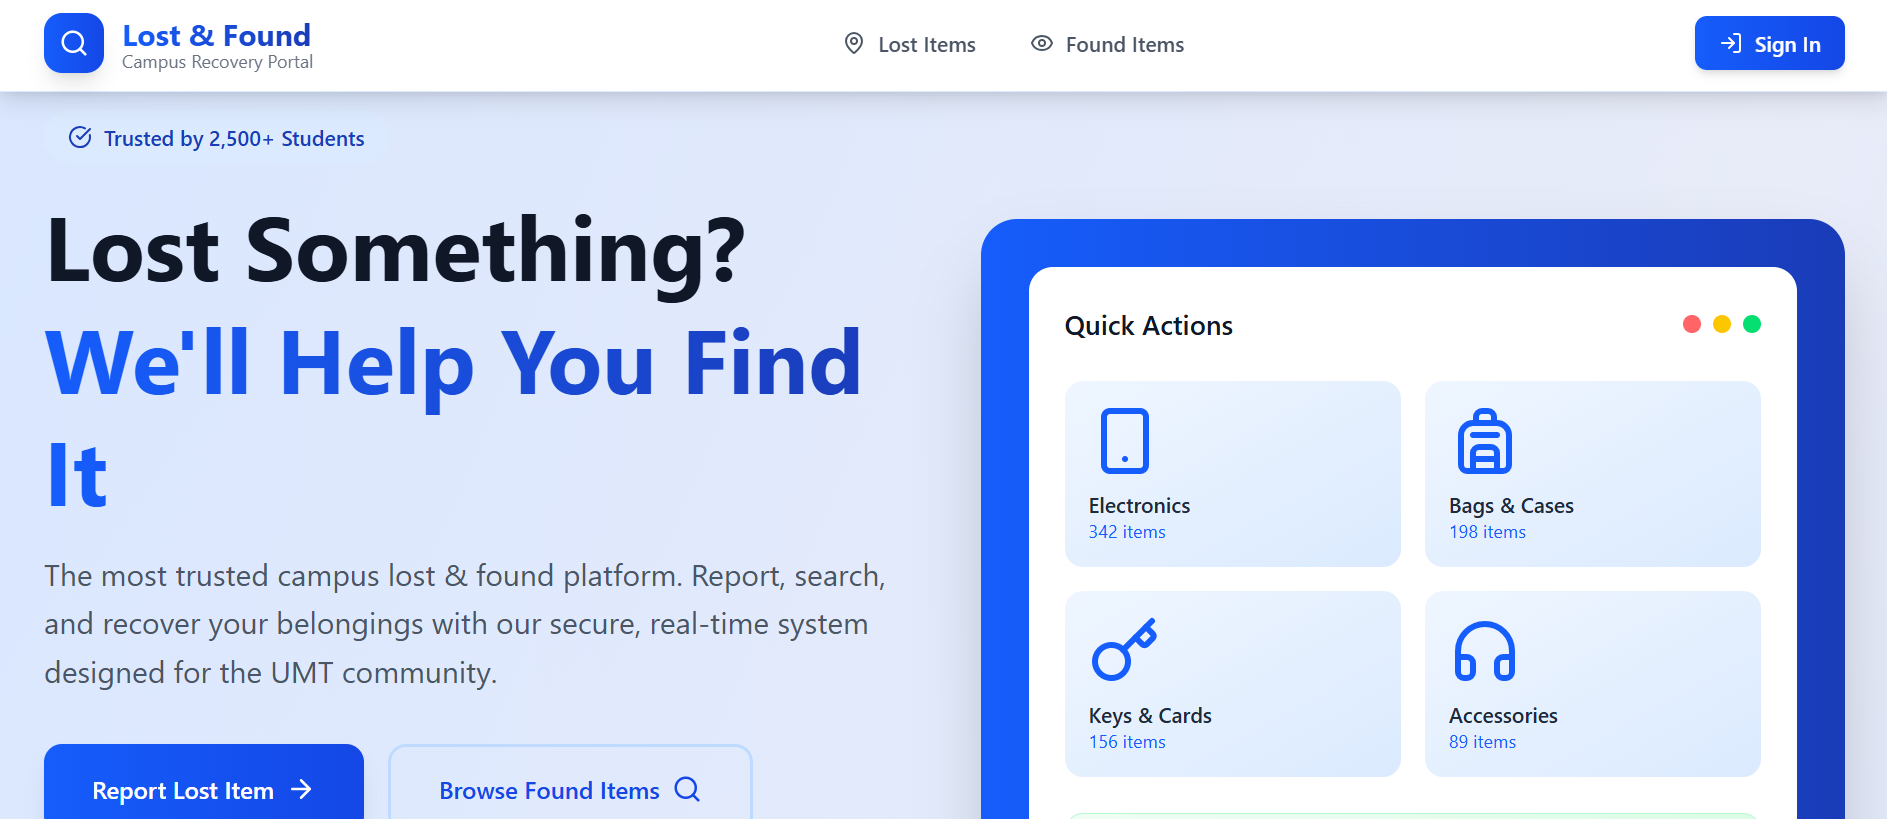 Lost & Found
Campus Recovery Portal
Lost Items
Found Items
Sign In
Trusted by 2,500+ Students
Lost Something?
We'll Help You Find
It
The most trusted campus lost & found platform. Report, search,
and recover your belongings with our secure, real-time system
designed for the UMT community.
Report Lost Item
Browse Found Items
Quick Actions
Electronics
342 items
Bags & Cases
198 items
Keys & Cards
156 items
Accessories
89 items